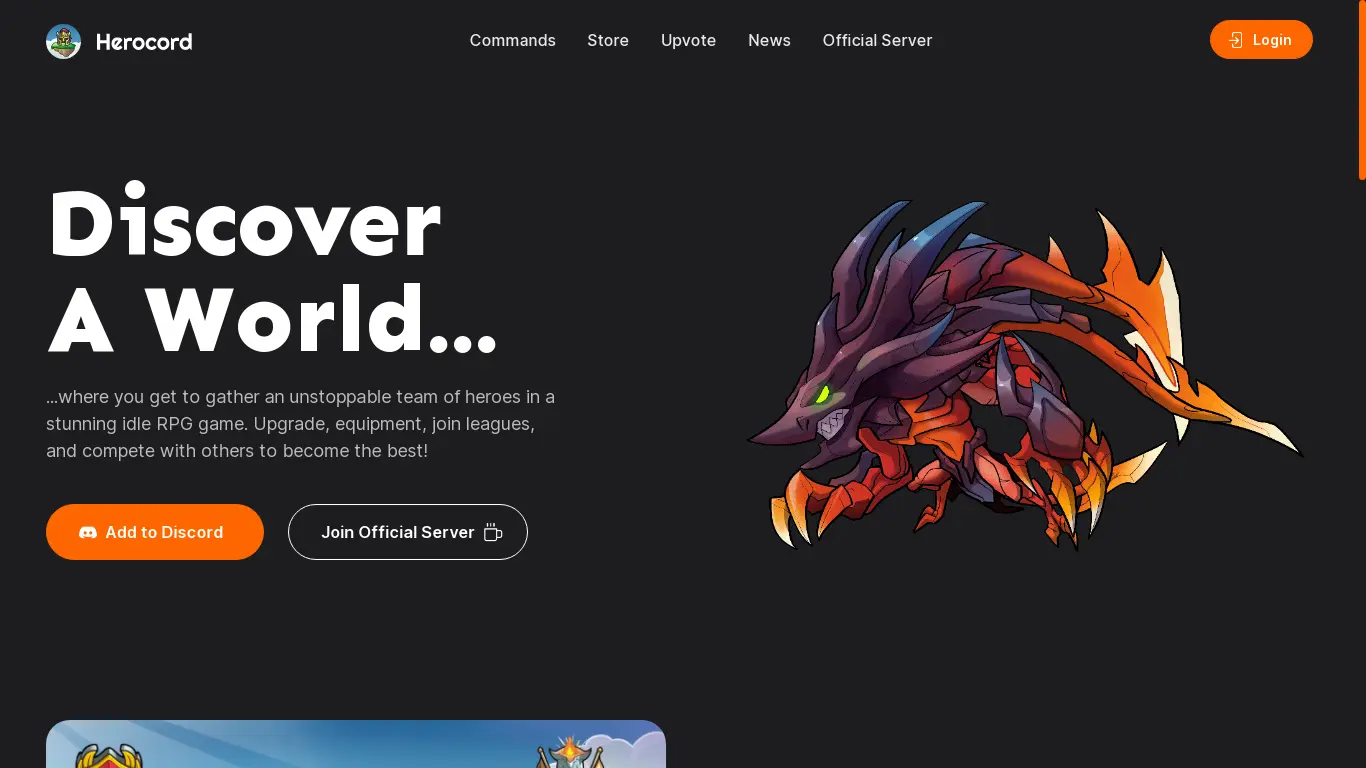 Herocord
Commands
Store
Upvote
News
Official Server
Login
Discover
A World...
...where you get to gather an unstoppable team of heroes in a
stunning idle RPG game. Upgrade, equipment, join leagues,
and compete with others to become the best!
Add to Discord
Join Official Server